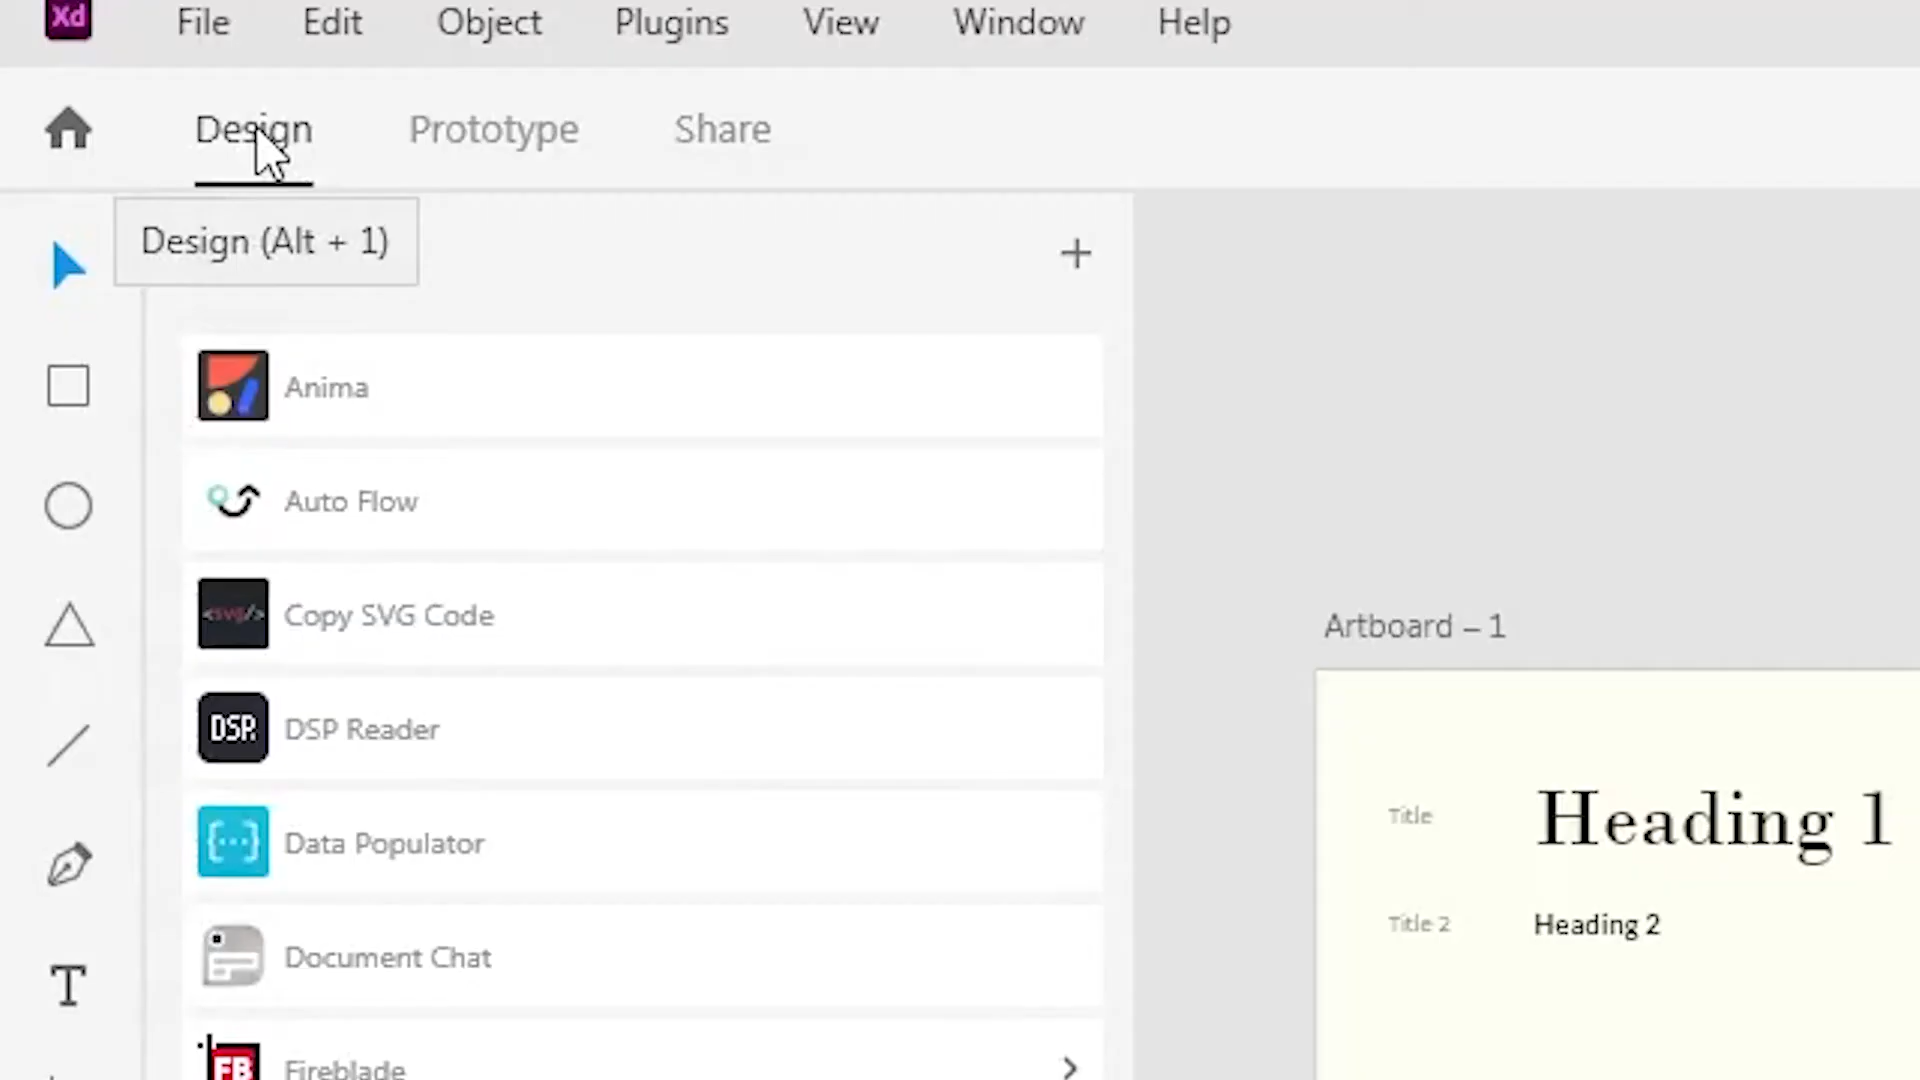 Xd File Edit Object Plugins View Window Help
Design Prototype Share
Design (Alt + 1)
Anima
Auto Flow
<svg/> Copy SVG Code
DSP. DSP Reader
{...} Data Populator
Document Chat
FB Fireblade
Artboard – 1
Title Heading 1
Title 2 Heading 2